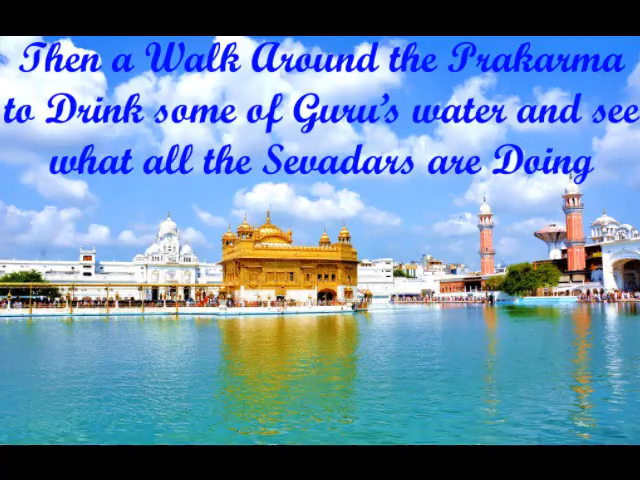 Then a Walk Around the Prakarma
to Drink some of Guru's water and see
what all the Sevadars are Doing